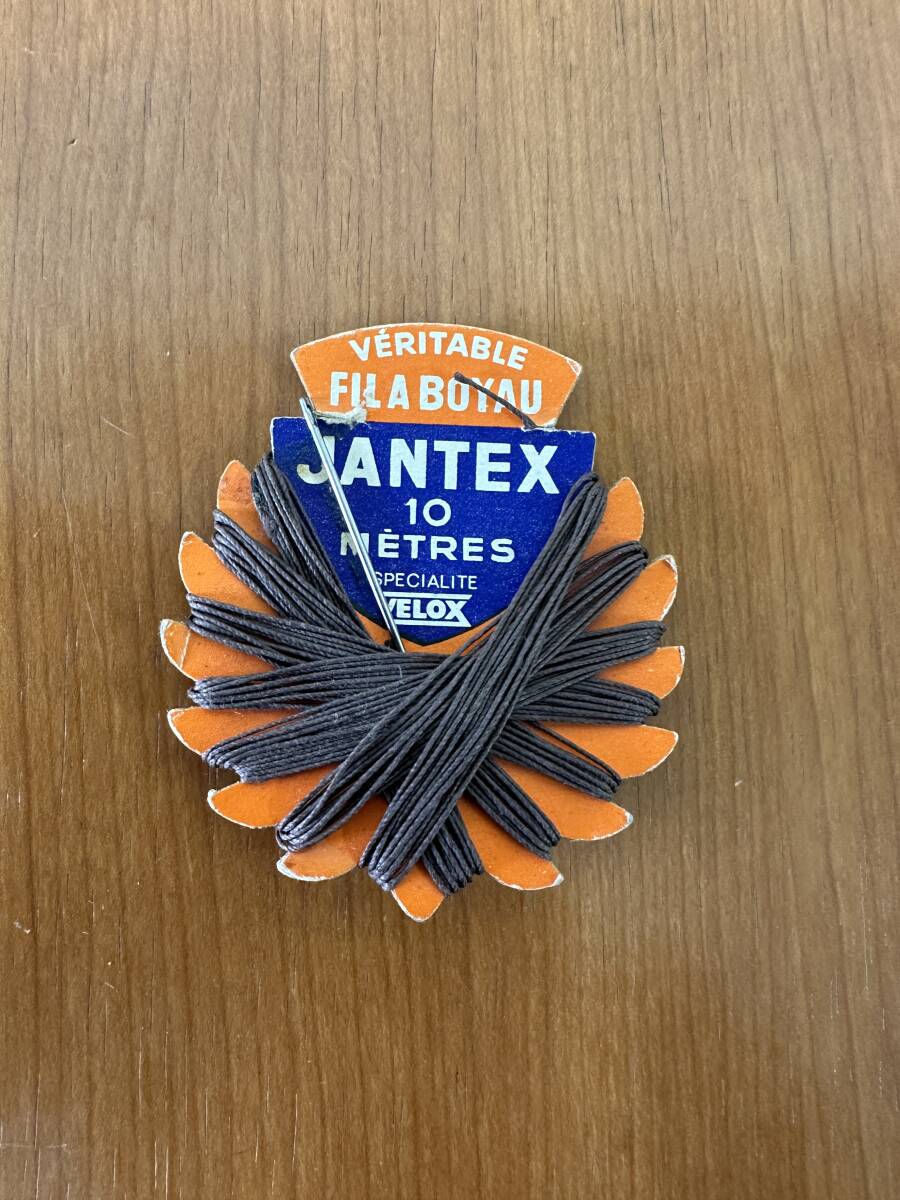 VÉRITABLE
FIL A BOYAU
JANTEX
10
MÈTRES
SPECIALITE
VELOX